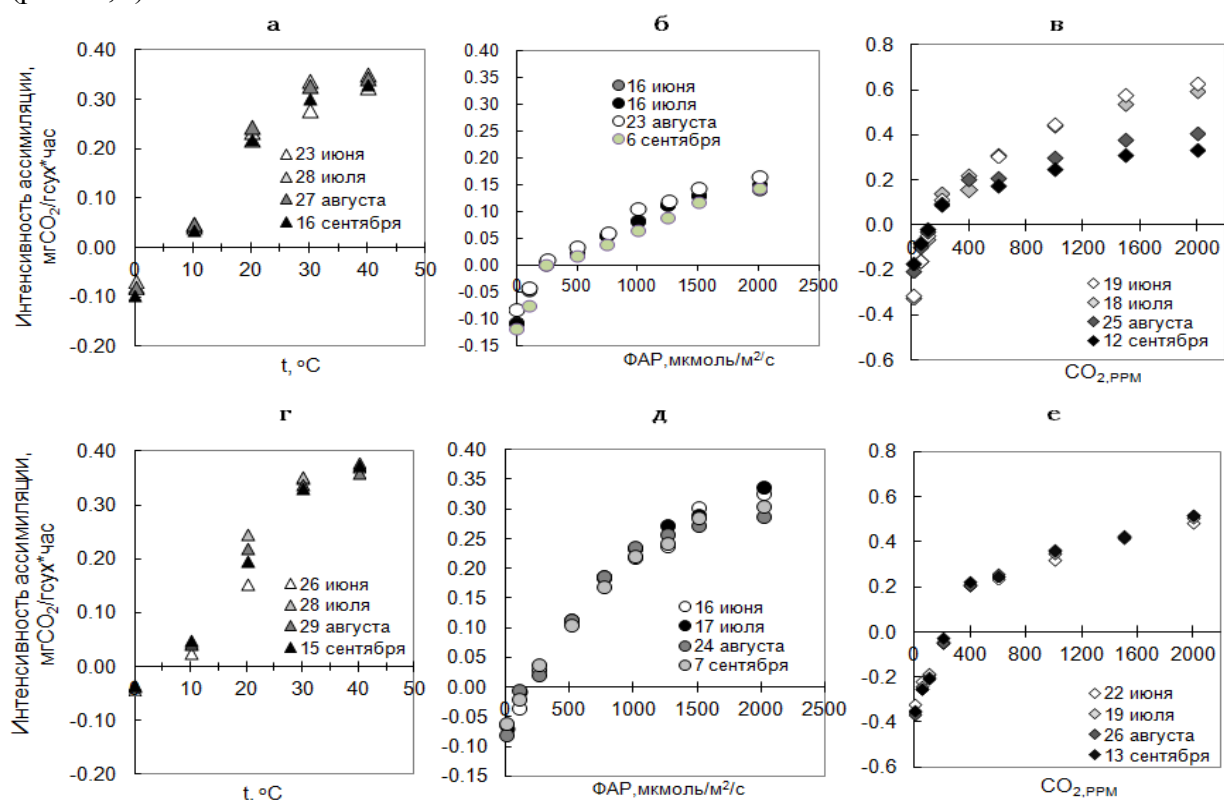 а
б
в
Интенсивность ассимиляции,
мгCO2/гсух*час
0.40
0.30
0.20
0.10
0.00
-0.10
-0.20
0 10 20 30 40 50
23 июня
28 июля
27 августа
16 сентября
t, oC
0.40
0.35
0.30
0.25
0.20
0.15
0.10
0.05
0.00
-0.05
-0.10
-0.15
0 500 1000 1500 2000 2500
16 июня
16 июля
23 августа
6 сентября
ФАР,мкмоль/м2/с
0.8
0.6
0.4
0.2
0.0
-0.2
-0.4
-0.6
0 400 800 1200 1600 2000
19 июня
18 июля
25 августа
12 сентября
CO2,PPM
г
д
е
Интенсивность ассимиляции,
мгCO2/гсух*час
0.40
0.30
0.20
0.10
0.00
-0.10
-0.20
0 10 20 30 40 50
26 июня
28 июля
29 августа
15 сентября
t, oC
0.40
0.35
0.30
0.25
0.20
0.15
0.10
0.05
0.00
-0.05
-0.10
-0.15
0 500 1000 1500 2000 2500
16 июня
17 июля
24 августа
7 сентября
ФАР,мкмоль/м2/с
0.8
0.6
0.4
0.2
0.0
-0.2
-0.4
-0.6
0 400 800 1200 1600 2000
22 июня
19 июля
26 августа
13 сентября
CO2,PPM